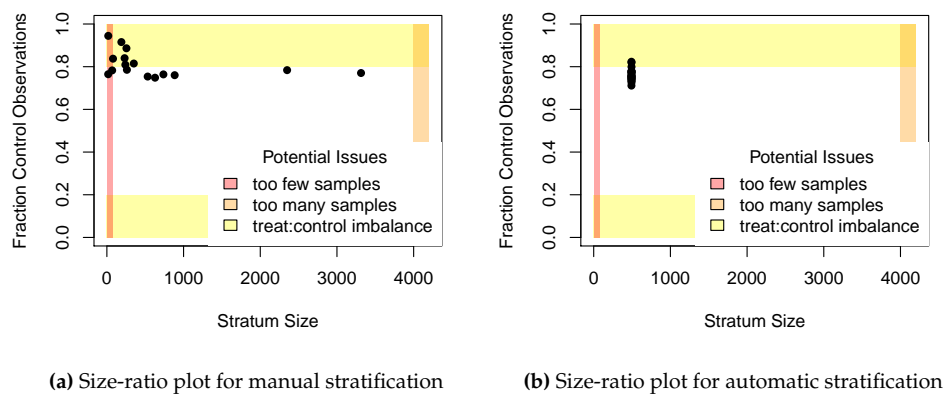 Fraction Control Observations
1.0
0.8
0.6
0.4
0.2
0.0
Potential Issues
too few samples
too many samples
treat:control imbalance
0 1000 2000 3000 4000
Stratum Size
(a) Size-ratio plot for manual stratification
Fraction Control Observations
1.0
0.8
0.6
0.4
0.2
0.0
Potential Issues
too few samples
too many samples
treat:control imbalance
0 1000 2000 3000 4000
Stratum Size
(b) Size-ratio plot for automatic stratification